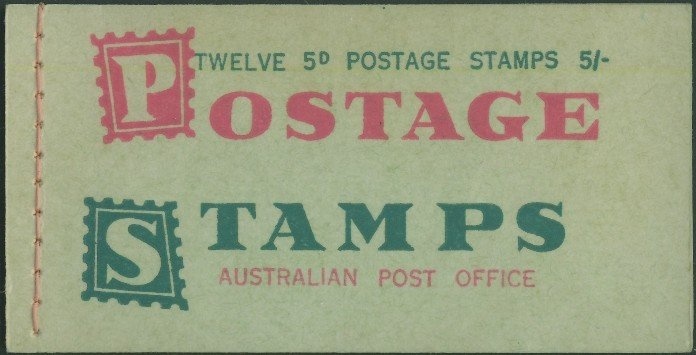 TWELVE 5D POSTAGE STAMPS 5/-
POSTAGE
STAMPS
AUSTRALIAN POST OFFICE